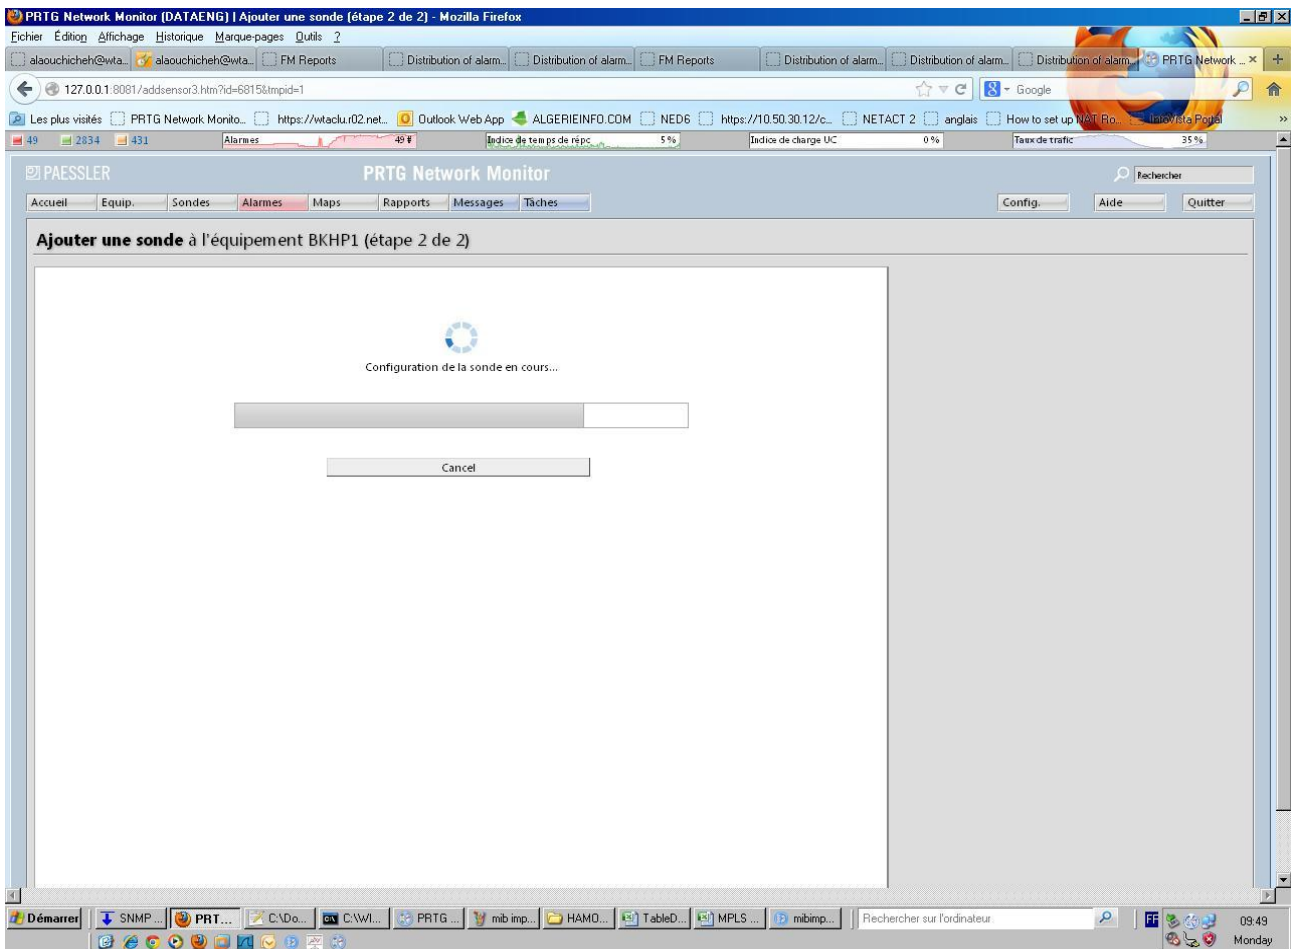 PRTG Network Monitor (DATAENG) | Ajouter une sonde (étape 2 de 2) - Mozilla Firefox
Fichier Édition Affichage Historique Marque-pages Outils ?
alaouchicheh@wta... alaouchicheh@wta... FM Reports Distribution of alarm... Distribution of alarm... FM Reports Distribution of alarm... Distribution of alarm... Distribution of alarm... PRTG Network ... × +
127.0.0.1:8081/addsensor3.htm?id=6815&tmpid=1 Google
Les plus visités PRTG Network Monito... https://wtaclu.r02.net... Outlook Web App ALGERIEINFO.COM NED6 https://10.50.30.12/c... NETACT 2 anglais How to set up NAT Ro... InfoVista Portal »
49 2834 431 Alarmes 49 # Indice de temps de répc 5 % Indice de charge UC 0 % Taux de trafic 35 %
PAESSLER PRTG Network Monitor Rechercher
Accueil Equip. Sondes Alarmes Maps Rapports Messages Tâches Config. Aide Quitter
Ajouter une sonde à l'équipement BKHP1 (étape 2 de 2)
Configuration de la sonde en cours...
Cancel
Démarrer SNMP ... PRT... C:\Do... C:\WI... PRTG ... mib imp... HAMO... TableD... MPLS ... mibimp... Rechercher sur l'ordinateur FF 09:49
Monday